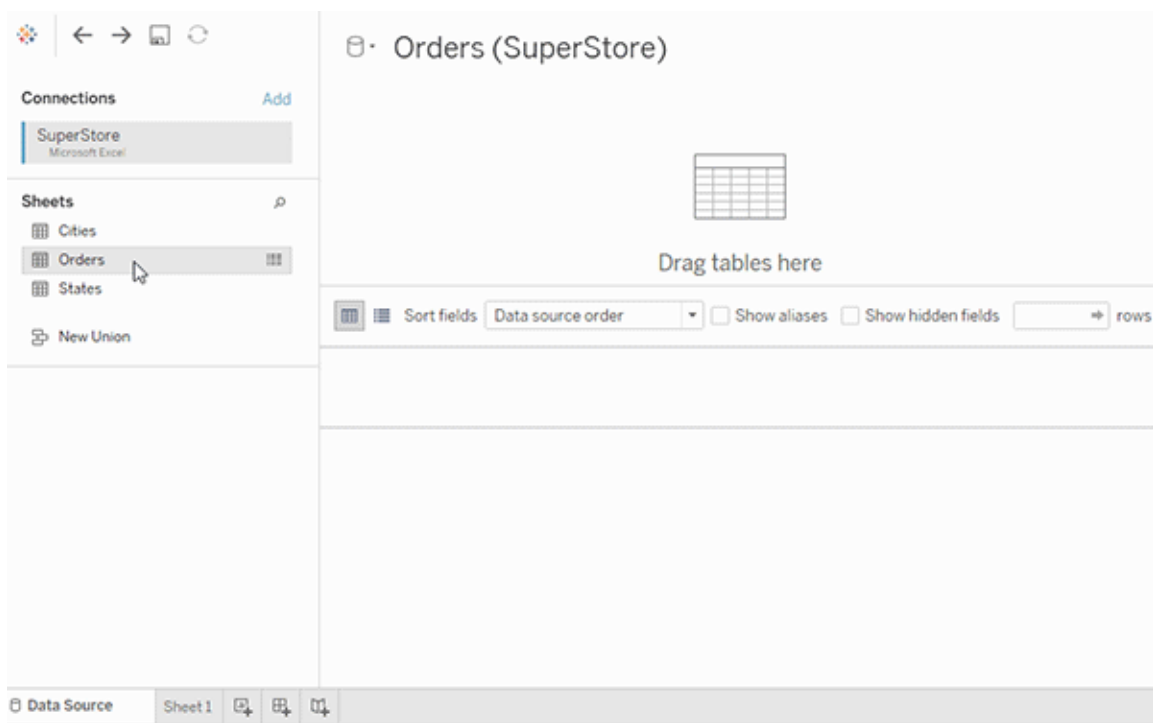 Orders (SuperStore)
Connections
Add
SuperStore
Microsoft Excel
Sheets
Cities
Orders
States
New Union
Drag tables here
Sort fields Data source order Show aliases Show hidden fields rows
Data Source Sheet 1